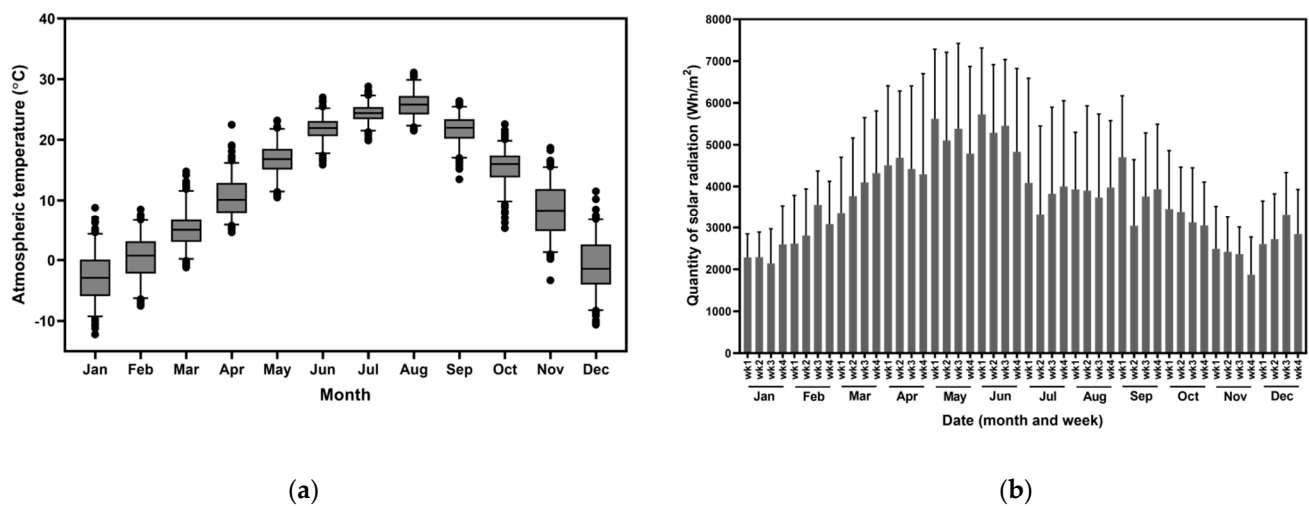 40
30
20
10
0
-10
Atmospheric temperature (°C)
Jan Feb Mar Apr May Jun Jul Aug Sep Oct Nov Dec
Month
(a)
8000
7000
6000
5000
4000
3000
2000
1000
0
Quantity of solar radiation (Wh/m²)
wk1 wk2 wk3 wk4 wk1 wk2 wk3 wk4 wk1 wk2 wk3 wk4 wk1 wk2 wk3 wk4 wk1 wk2 wk3 wk4 wk1 wk2 wk3 wk4 wk1 wk2 wk3 wk4 wk1 wk2 wk3 wk4 wk1 wk2 wk3 wk4 wk1 wk2 wk3 wk4 wk1 wk2 wk3 wk4 wk1 wk2 wk3 wk4
Jan Feb Mar Apr May Jun Jul Aug Sep Oct Nov Dec
Date (month and week)
(b)